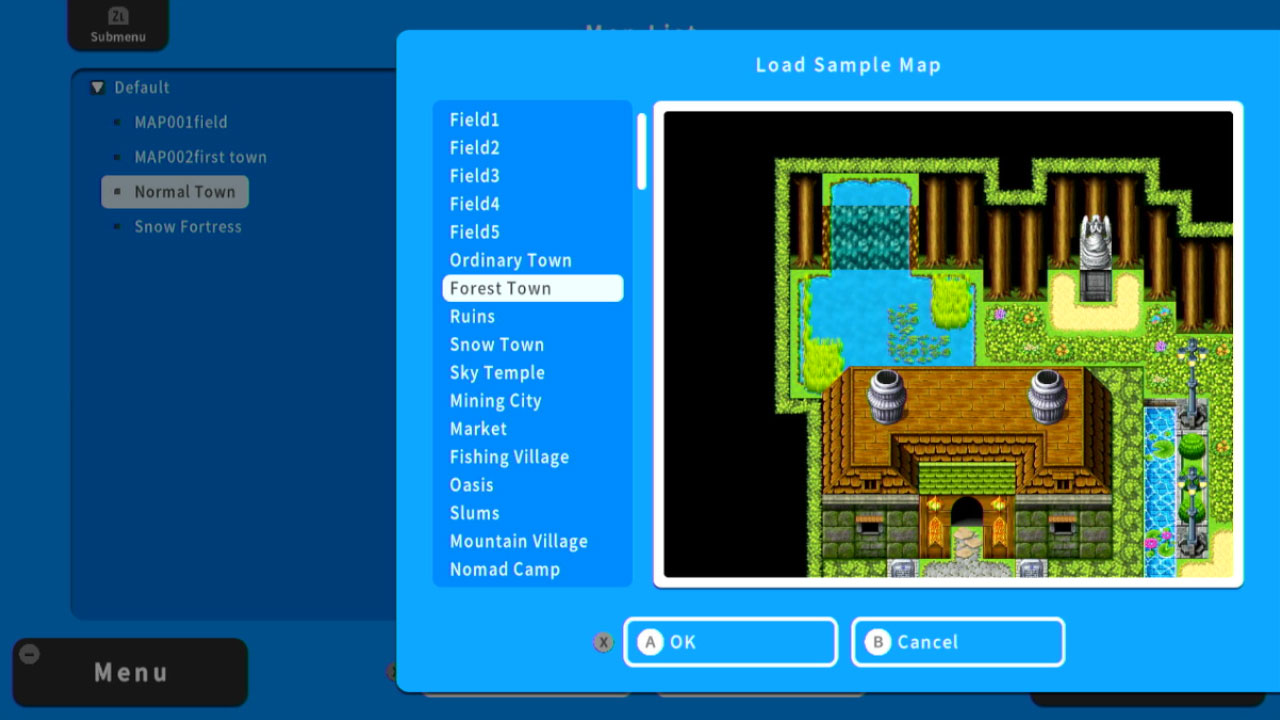 ZL
Submenu
Map List
Load Sample Map
Default
MAP001field
MAP002first town
Normal Town
Snow Fortress
Field1
Field2
Field3
Field4
Field5
Ordinary Town
Forest Town
Ruins
Snow Town
Sky Temple
Mining City
Market
Fishing Village
Oasis
Slums
Mountain Village
Nomad Camp
X
A OK
B Cancel
Menu